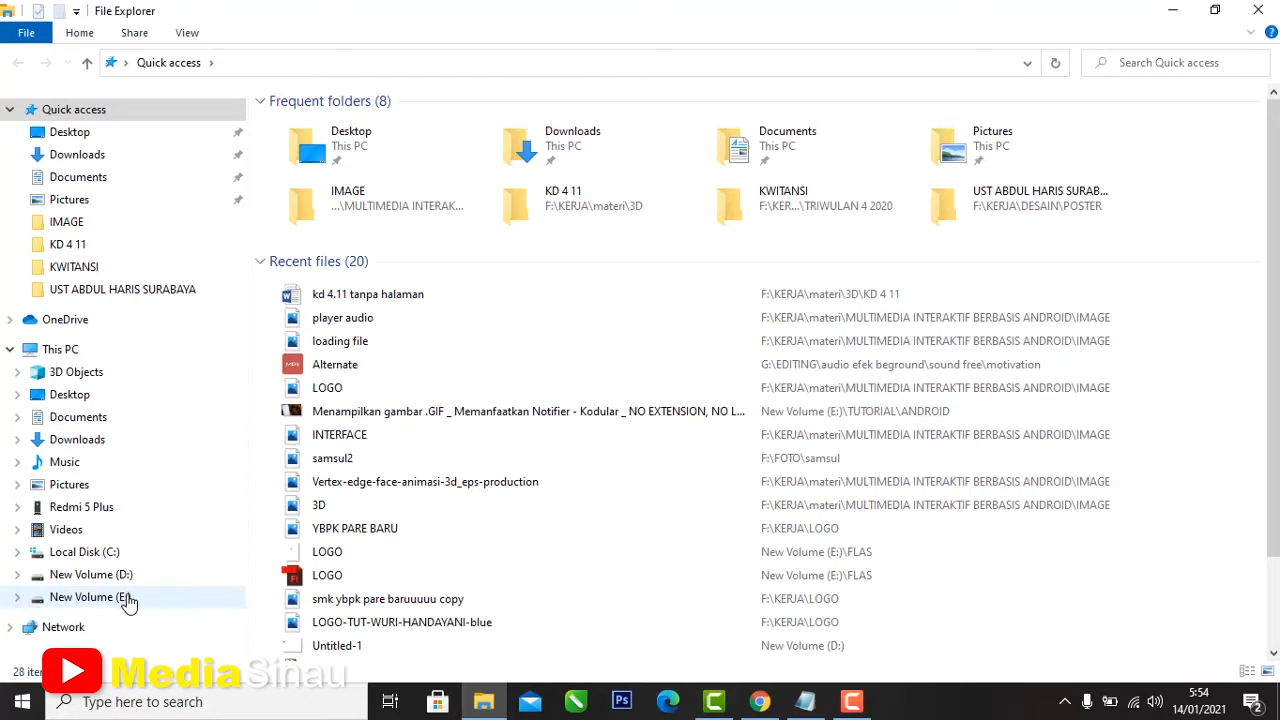 File Explorer
File Home Share View
Quick access Search Quick access
Quick access
Desktop
Downloads
Documents
Pictures
IMAGE
KD 4 11
KWITANSI
UST ABDUL HARIS SURABAYA
OneDrive
This PC
3D Objects
Desktop
Documents
Downloads
Music
Pictures
Redmi 5 Plus
Videos
Local Disk (C:)
New Volume (D:)
New Volume (E:)
Network
Frequent folders (8)
Desktop
This PC
Downloads
This PC
Documents
This PC
Pictures
This PC
IMAGE
...\MULTIMEDIA INTERAK...
KD 4 11
F:\KERJA\materi\3D
KWITANSI
F:\KER...\TRIWULAN 4 2020
UST ABDUL HARIS SURAB...
F:\KERJA\DESAIN\POSTER
Recent files (20)
kd 4.11 tanpa halaman F:\KERJA\materi\3D\KD 4 11
player audio F:\KERJA\materi\MULTIMEDIA INTERAKTIF BERBASIS ANDROID\IMAGE
loading file F:\KERJA\materi\MULTIMEDIA INTERAKTIF BERBASIS ANDROID\IMAGE
MP3 Alternate G:\EDITING\audio efek beground\sound free\motivation
LOGO F:\KERJA\materi\MULTIMEDIA INTERAKTIF BERBASIS ANDROID\IMAGE
Menampilkan gambar .GIF _ Memanfaatkan Notifier - Kodular _ NO EXTENSION, NO L... New Volume (E:)\TUTORIAL\ANDROID
INTERFACE F:\KERJA\materi\MULTIMEDIA INTERAKTIF BERBASIS ANDROID\IMAGE
samsul2 F:\FOTO\samsul
Vertex-edge-face-animasi-3d_eps-production F:\KERJA\materi\MULTIMEDIA INTERAKTIF BERBASIS ANDROID\IMAGE
3D F:\KERJA\materi\MULTIMEDIA INTERAKTIF BERBASIS ANDROID\IMAGE
YBPK PARE BARU F:\KERJA\LOGO
LOGO New Volume (E:)\FLAS
LOGO New Volume (E:)\FLAS
smk ybpk pare baruuuuu copy F:\KERJA\LOGO
LOGO-TUT-WURI-HANDAYANI-blue F:\KERJA\LOGO
Untitled-1 New Volume (D:)
28 ite
MediaSinau
Type here to search
Ps
5:54
14/01/2021
2